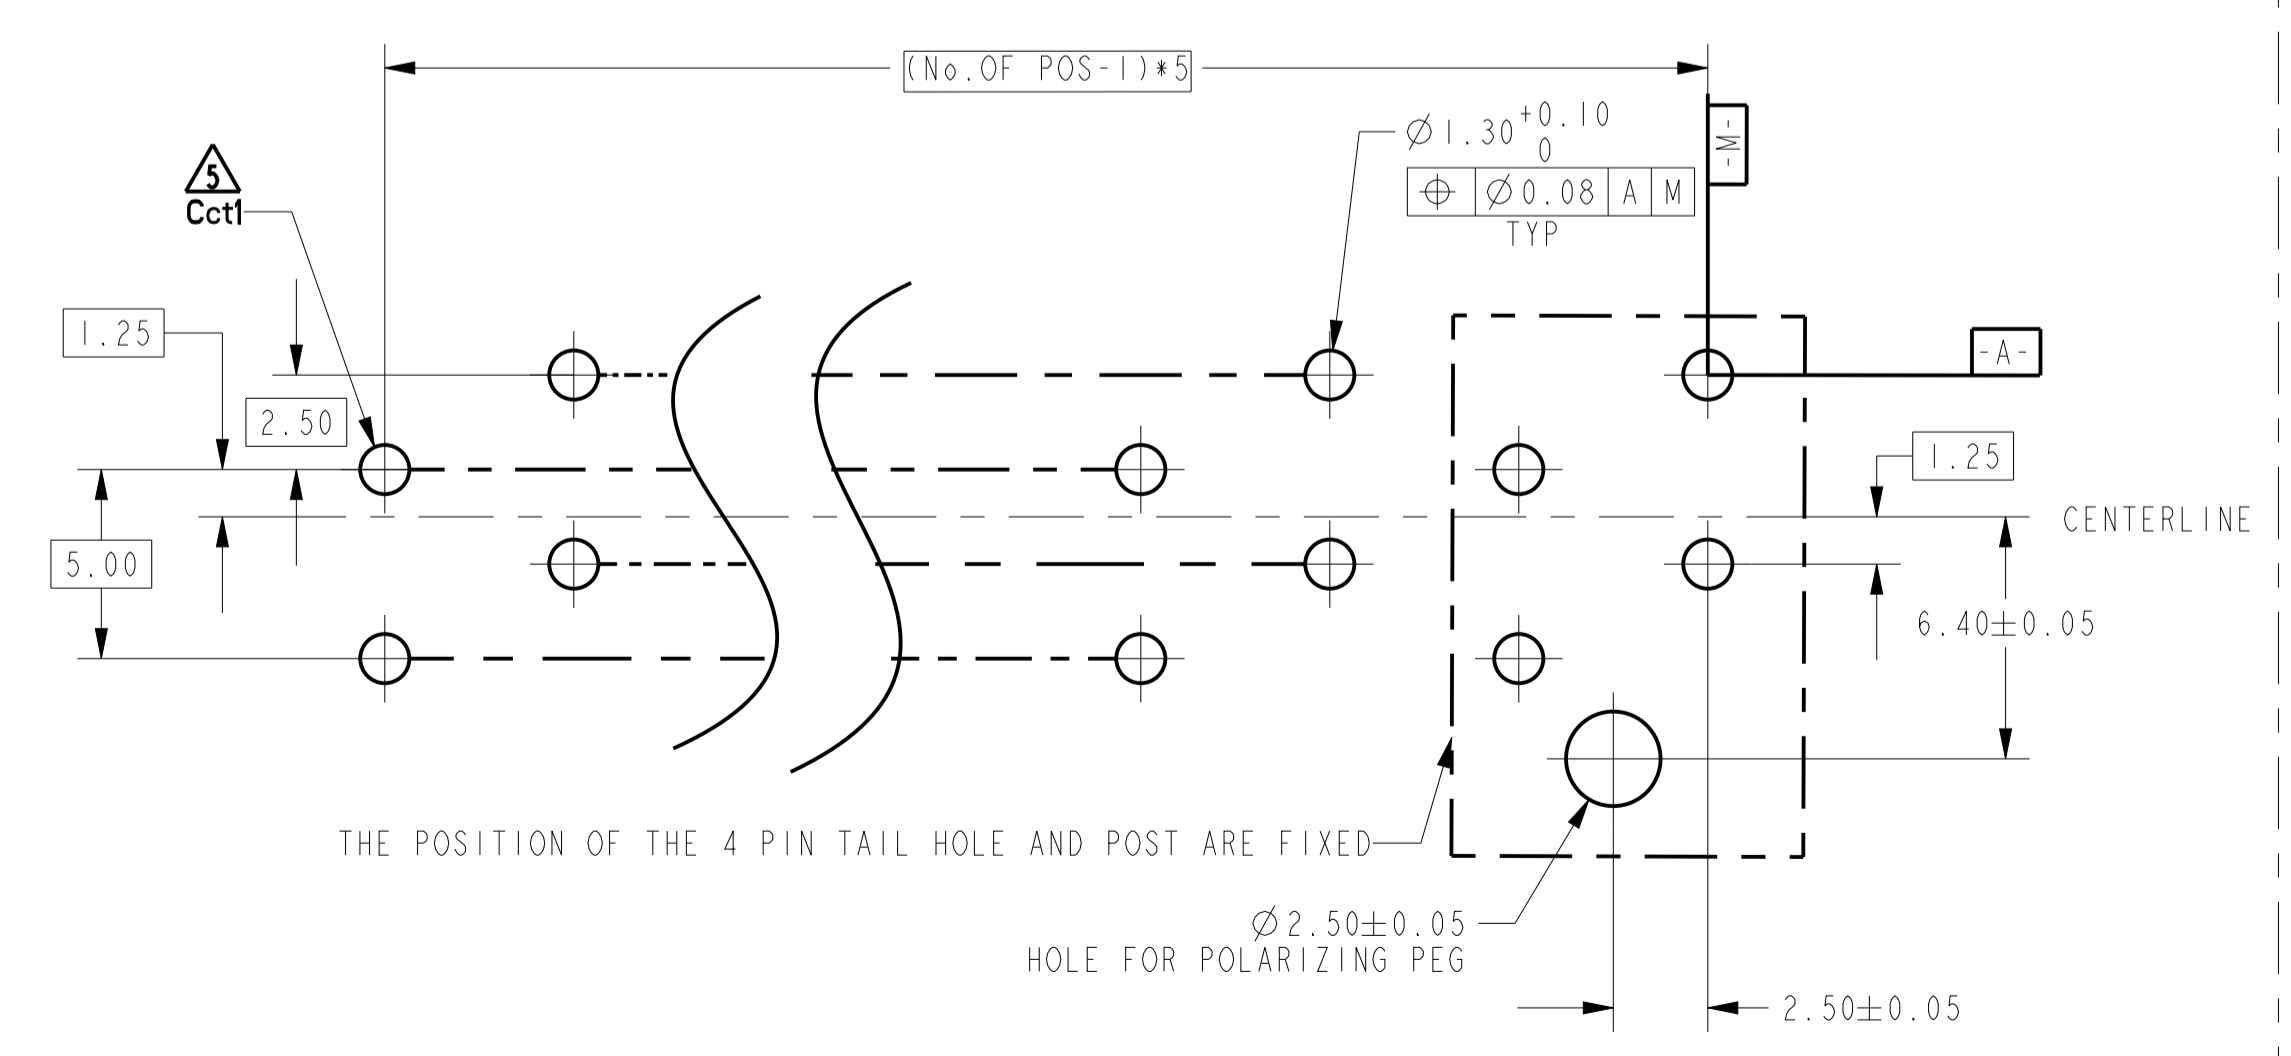 (No.OF POS-1)*5
Ø1.30 +0.10
0
⌖ Ø0.08 A M
TYP
-M-
5
Cct1
1.25
2.50
-A-
1.25
CENTERLINE
5.00
6.40±0.05
THE POSITION OF THE 4 PIN TAIL HOLE AND POST ARE FIXED
Ø2.50±0.05
HOLE FOR POLARIZING PEG
2.50±0.05